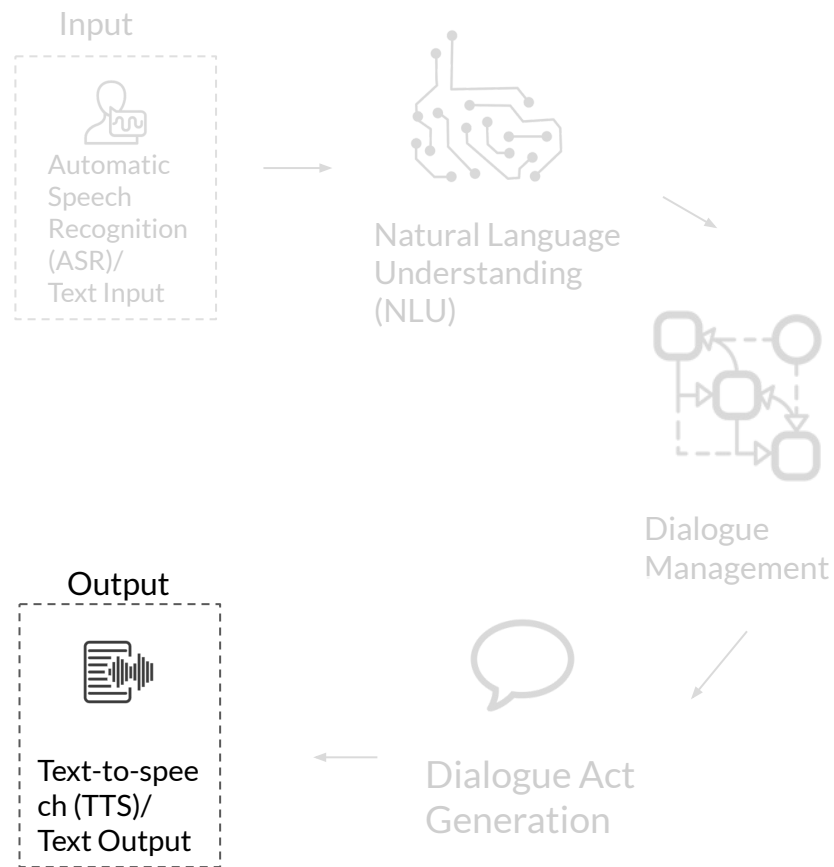 Input
Automatic
Speech
Recognition
(ASR)/
Text Input
Natural Language
Understanding
(NLU)
Dialogue
Management
Output
Text-to-spee
ch (TTS)/
Text Output
Dialogue Act
Generation